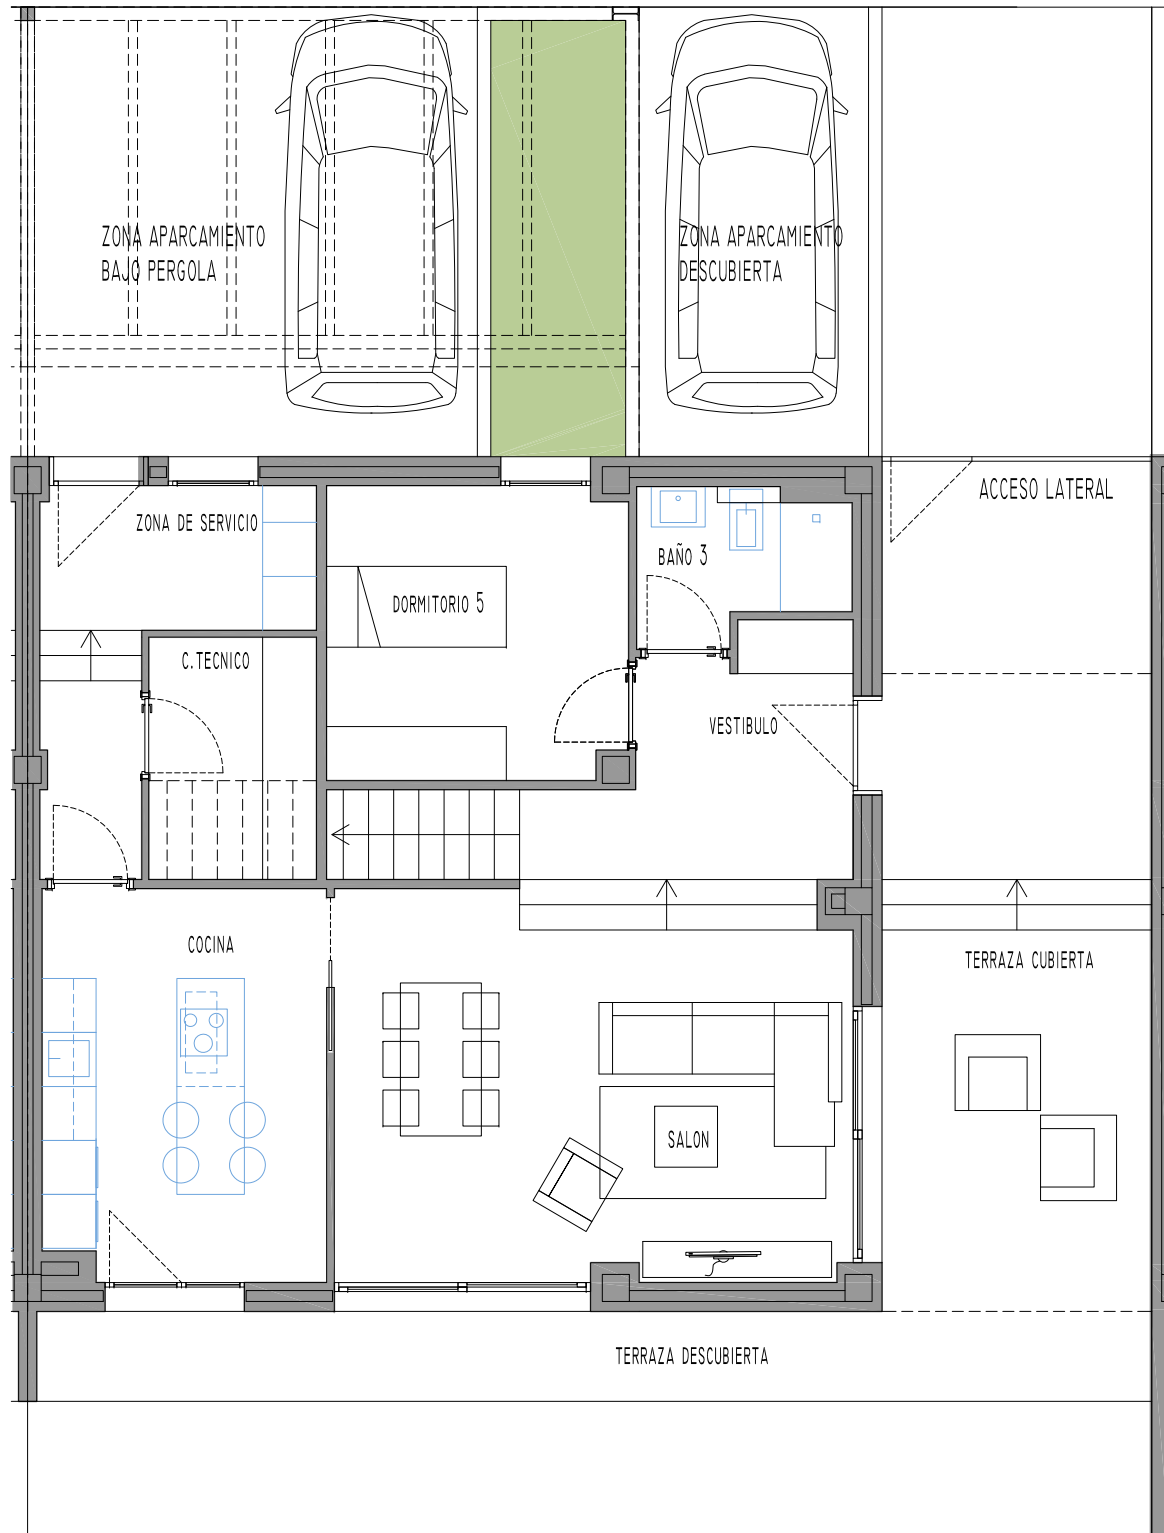 ZONA APARCAMIENTO
BAJO PERGOLA
ZONA APARCAMIENTO
DESCUBIERTA
ACCESO LATERAL
ZONA DE SERVICIO
BAÑO 3
DORMITORIO 5
C.TECNICO
VESTIBULO
COCINA
TERRAZA CUBIERTA
SALON
TERRAZA DESCUBIERTA